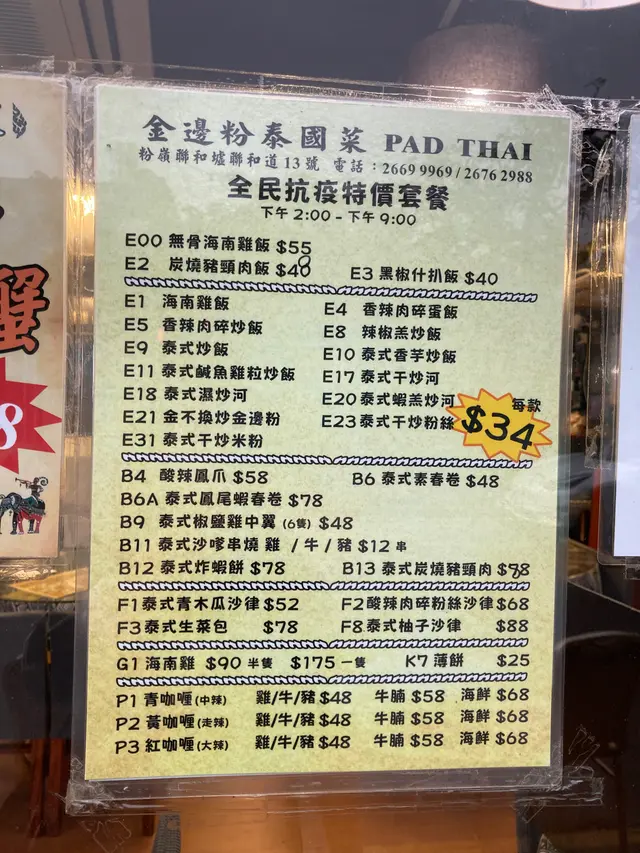 金邊粉泰國菜 PAD THAI
粉嶺聯和墟聯和道13號 電話：2669 9969 / 2676 2988
全民抗疫特價套餐
下午 2:00 - 下午 9:00
E00 無骨海南雞飯 $55
E2 炭燒豬頸肉飯 $48 E3 黑椒什扒飯 $40
E1 海南雞飯 E4 香辣肉碎蛋飯
E5 香辣肉碎炒飯 E8 辣椒羔炒飯
E9 泰式炒飯 E10 泰式香芋炒飯
E11 泰式鹹魚雞粒炒飯 E17 泰式干炒河
E18 泰式濕炒河 E20 泰式蝦羔炒河 每款
E21 金不換炒金邊粉 E23 泰式干炒粉絲 $34
E31 泰式干炒米粉
B4 酸辣鳳爪 $58 B6 泰式素春卷 $48
B6A 泰式鳳尾蝦春卷 $78
B9 泰式椒鹽雞中翼 (6隻) $48
B11 泰式沙嗲串燒 雞 / 牛 / 豬 $12 串
B12 泰式炸蝦餅 $78 B13 泰式炭燒豬頸肉 $88
F1 泰式青木瓜沙律 $52 F2 酸辣肉碎粉絲沙律 $68
F3 泰式生菜包 $78 F8 泰式柚子沙律 $88
G1 海南雞 $90 半隻 $175 一隻 K7 薄餅 $25
P1 青咖喱 (中辣) 雞/牛/豬 $48 牛腩 $58 海鮮 $68
P2 黃咖喱 (走辣) 雞/牛/豬 $48 牛腩 $58 海鮮 $68
P3 紅咖喱 (大辣) 雞/牛/豬 $48 牛腩 $58 海鮮 $68
蟹
8